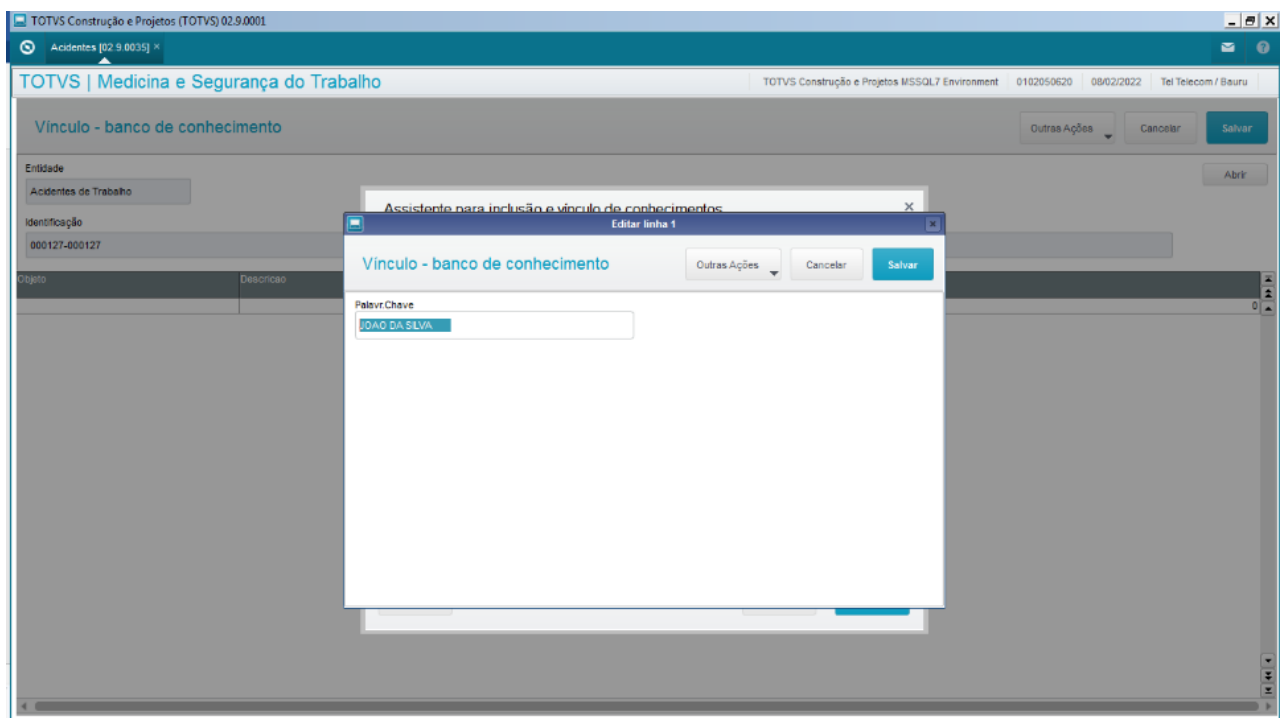 TOTVS Construção e Projetos (TOTVS) 02.9.0001
Acidentes [02.9.0035] ×
TOTVS | Medicina e Segurança do Trabalho
TOTVS Construção e Projetos MSSQL7 Environment 0102050620 08/02/2022 Tel Telecom / Bauru
Vínculo - banco de conhecimento
Outras Ações Cancelar Salvar
Entidade
Abrir
Acidentes de Trabalho
Assistente para inclusão e vínculo de conhecimentos ×
Identificação
Editar linha 1
000127-000127
Vínculo - banco de conhecimento
Outras Ações Cancelar Salvar
Objeto Descricao
Palavr.Chave
0
JOAO DA SILVA